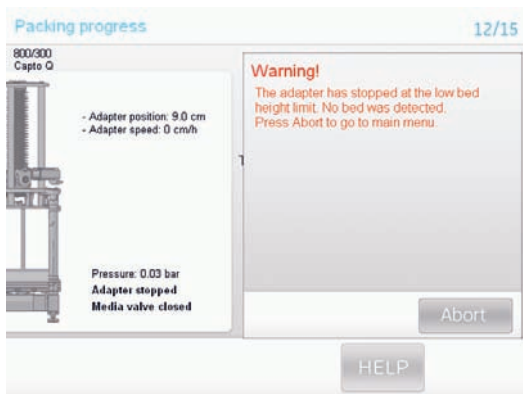 Packing progress
12/15
800/300
Capto Q
- Adapter position: 9.0 cm
- Adapter speed: 0 cm/h
Pressure: 0.03 bar
Adapter stopped
Media valve closed
Warning!
The adapter has stopped at the low bed
height limit. No bed was detected.
Press Abort to go to main menu.
Abort
HELP